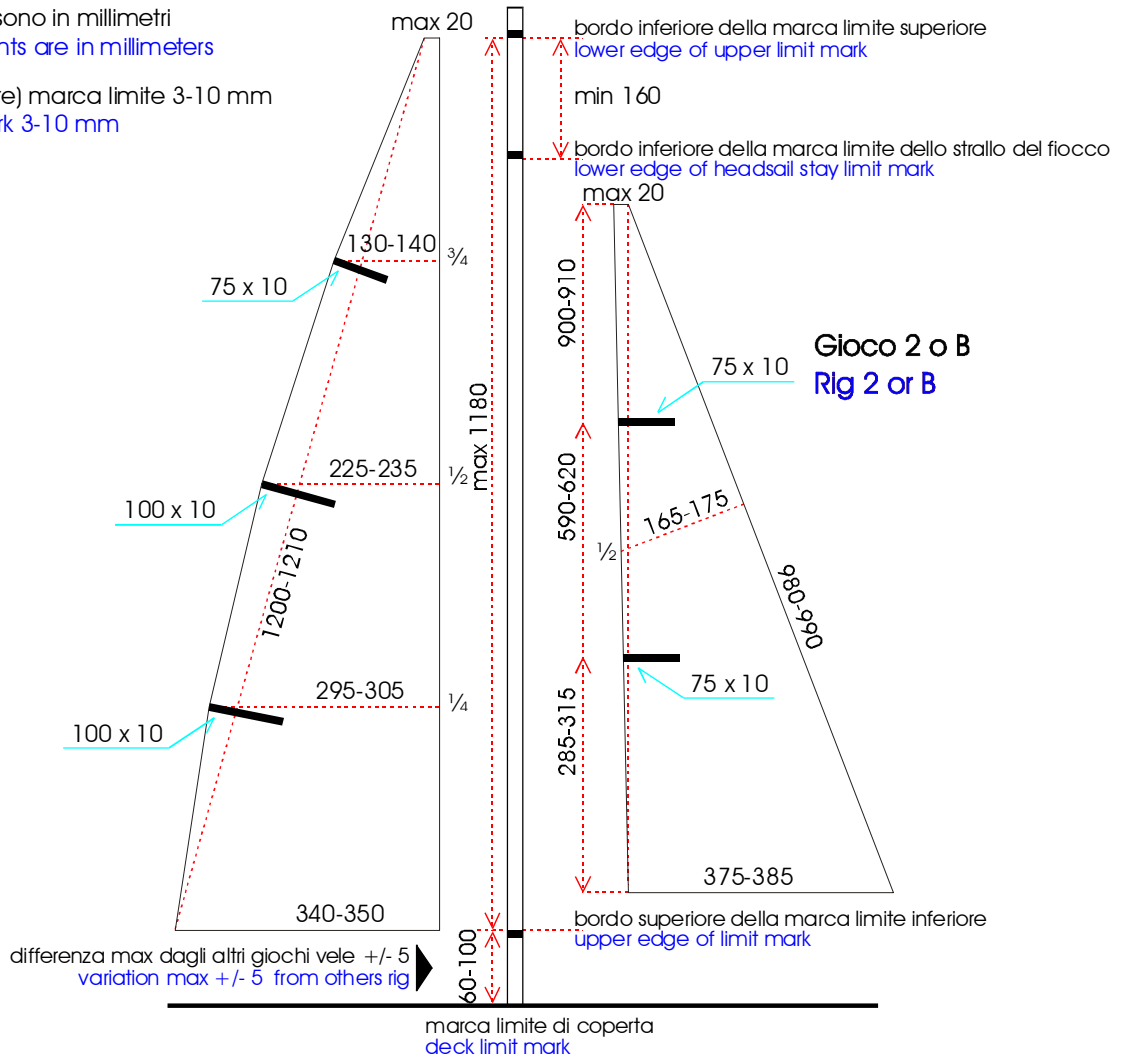 sono in millimetri
nts are in millimeters
e) marca limite 3-10 mm
rk 3-10 mm
max 20
bordo inferiore della marca limite superiore
lower edge of upper limit mark
min 160
bordo inferiore della marca limite dello strallo del fiocco
lower edge of headsail stay limit mark
max 20
130-140
¾
75 x 10
900-910
Gioco 2 o B
Rig 2 or B
75 x 10
max 1180
225-235
½
100 x 10
590-620
165-175
½
1200-1210
980-990
295-305
¼
100 x 10
75 x 10
285-315
375-385
340-350
bordo superiore della marca limite inferiore
upper edge of limit mark
differenza max dagli altri giochi vele +/- 5
variation max +/- 5 from others rig
60-100
marca limite di coperta
deck limit mark